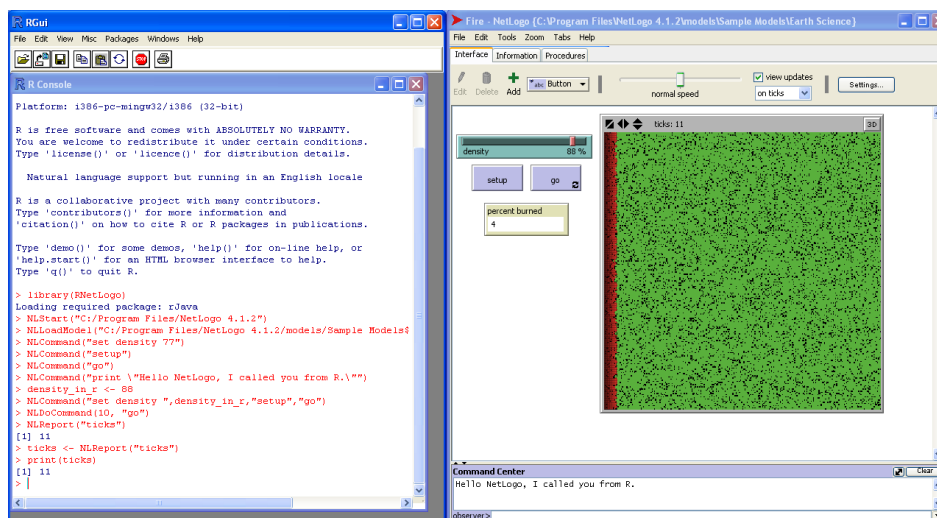 RGui
File Edit View Misc Packages Windows Help
STOP
R Console
Platform: i386-pc-mingw32/i386 (32-bit)
R is free software and comes with ABSOLUTELY NO WARRANTY.
You are welcome to redistribute it under certain conditions.
Type 'license()' or 'licence()' for distribution details.
Natural language support but running in an English locale
R is a collaborative project with many contributors.
Type 'contributors()' for more information and
'citation()' on how to cite R or R packages in publications.
Type 'demo()' for some demos, 'help()' for on-line help, or
'help.start()' for an HTML browser interface to help.
Type 'q()' to quit R.
> library(RNetLogo)
Loading required package: rJava
> NLStart("C:/Program Files/NetLogo 4.1.2")
> NLLoadModel("C:/Program Files/NetLogo 4.1.2/models/Sample Models$
> NLCommand("set density 77")
> NLCommand("setup")
> NLCommand("go")
> NLCommand("print \"Hello NetLogo, I called you from R.\"")
> density_in_r <- 88
> NLCommand("set density ",density_in_r,"setup","go")
> NLDoCommand(10, "go")
> NLReport("ticks")
[1] 11
> ticks <- NLReport("ticks")
> print(ticks)
[1] 11
>
Fire - NetLogo {C:\Program Files\NetLogo 4.1.2\models\Sample Models\Earth Science}
File Edit Tools Zoom Tabs Help
Interface Information Procedures
Edit Delete Add abc Button normal speed view updates on ticks Settings...
ticks: 11 3D
density 88 %
setup go
percent burned
4
Command Center Clear
Hello NetLogo, I called you from R.
observer>